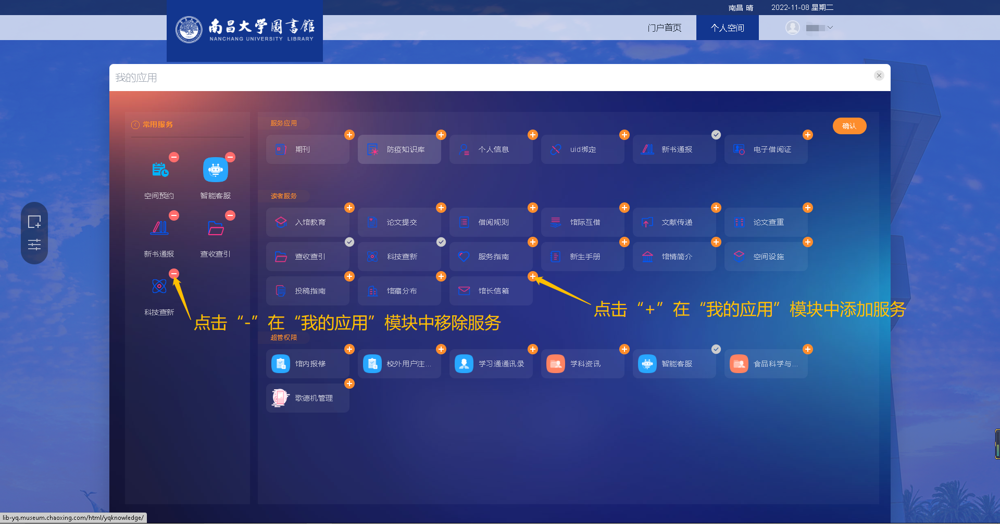 南昌 晴 2022-11-08 星期二
南昌大学圖書館
NANCHANG UNIVERSITY LIBRARY
门户首页 个人空间
我的应用
常用服务
空间预约 智能客服
新书通报 查收查引
科技查新
服务应用
确认
期刊 防疫知识库 个人信息 uid绑定 新书通报 电子借阅证
读者服务
入馆教育 论文提交 借阅规则 馆际互借 文献传递 论文查重
查收查引 科技查新 服务指南 新生手册 馆情简介 空间设施
投稿指南 馆藏分布 馆长信箱
点击“+”在“我的应用”模块中添加服务
点击“-”在“我的应用”模块中移除服务
超管权限
馆内报修 校外用户注... 学习通通讯录 学科资讯 智能客服 食品科学与...
歌德机管理
lib-yq.museum.chaoxing.com/html/yqknowledge/